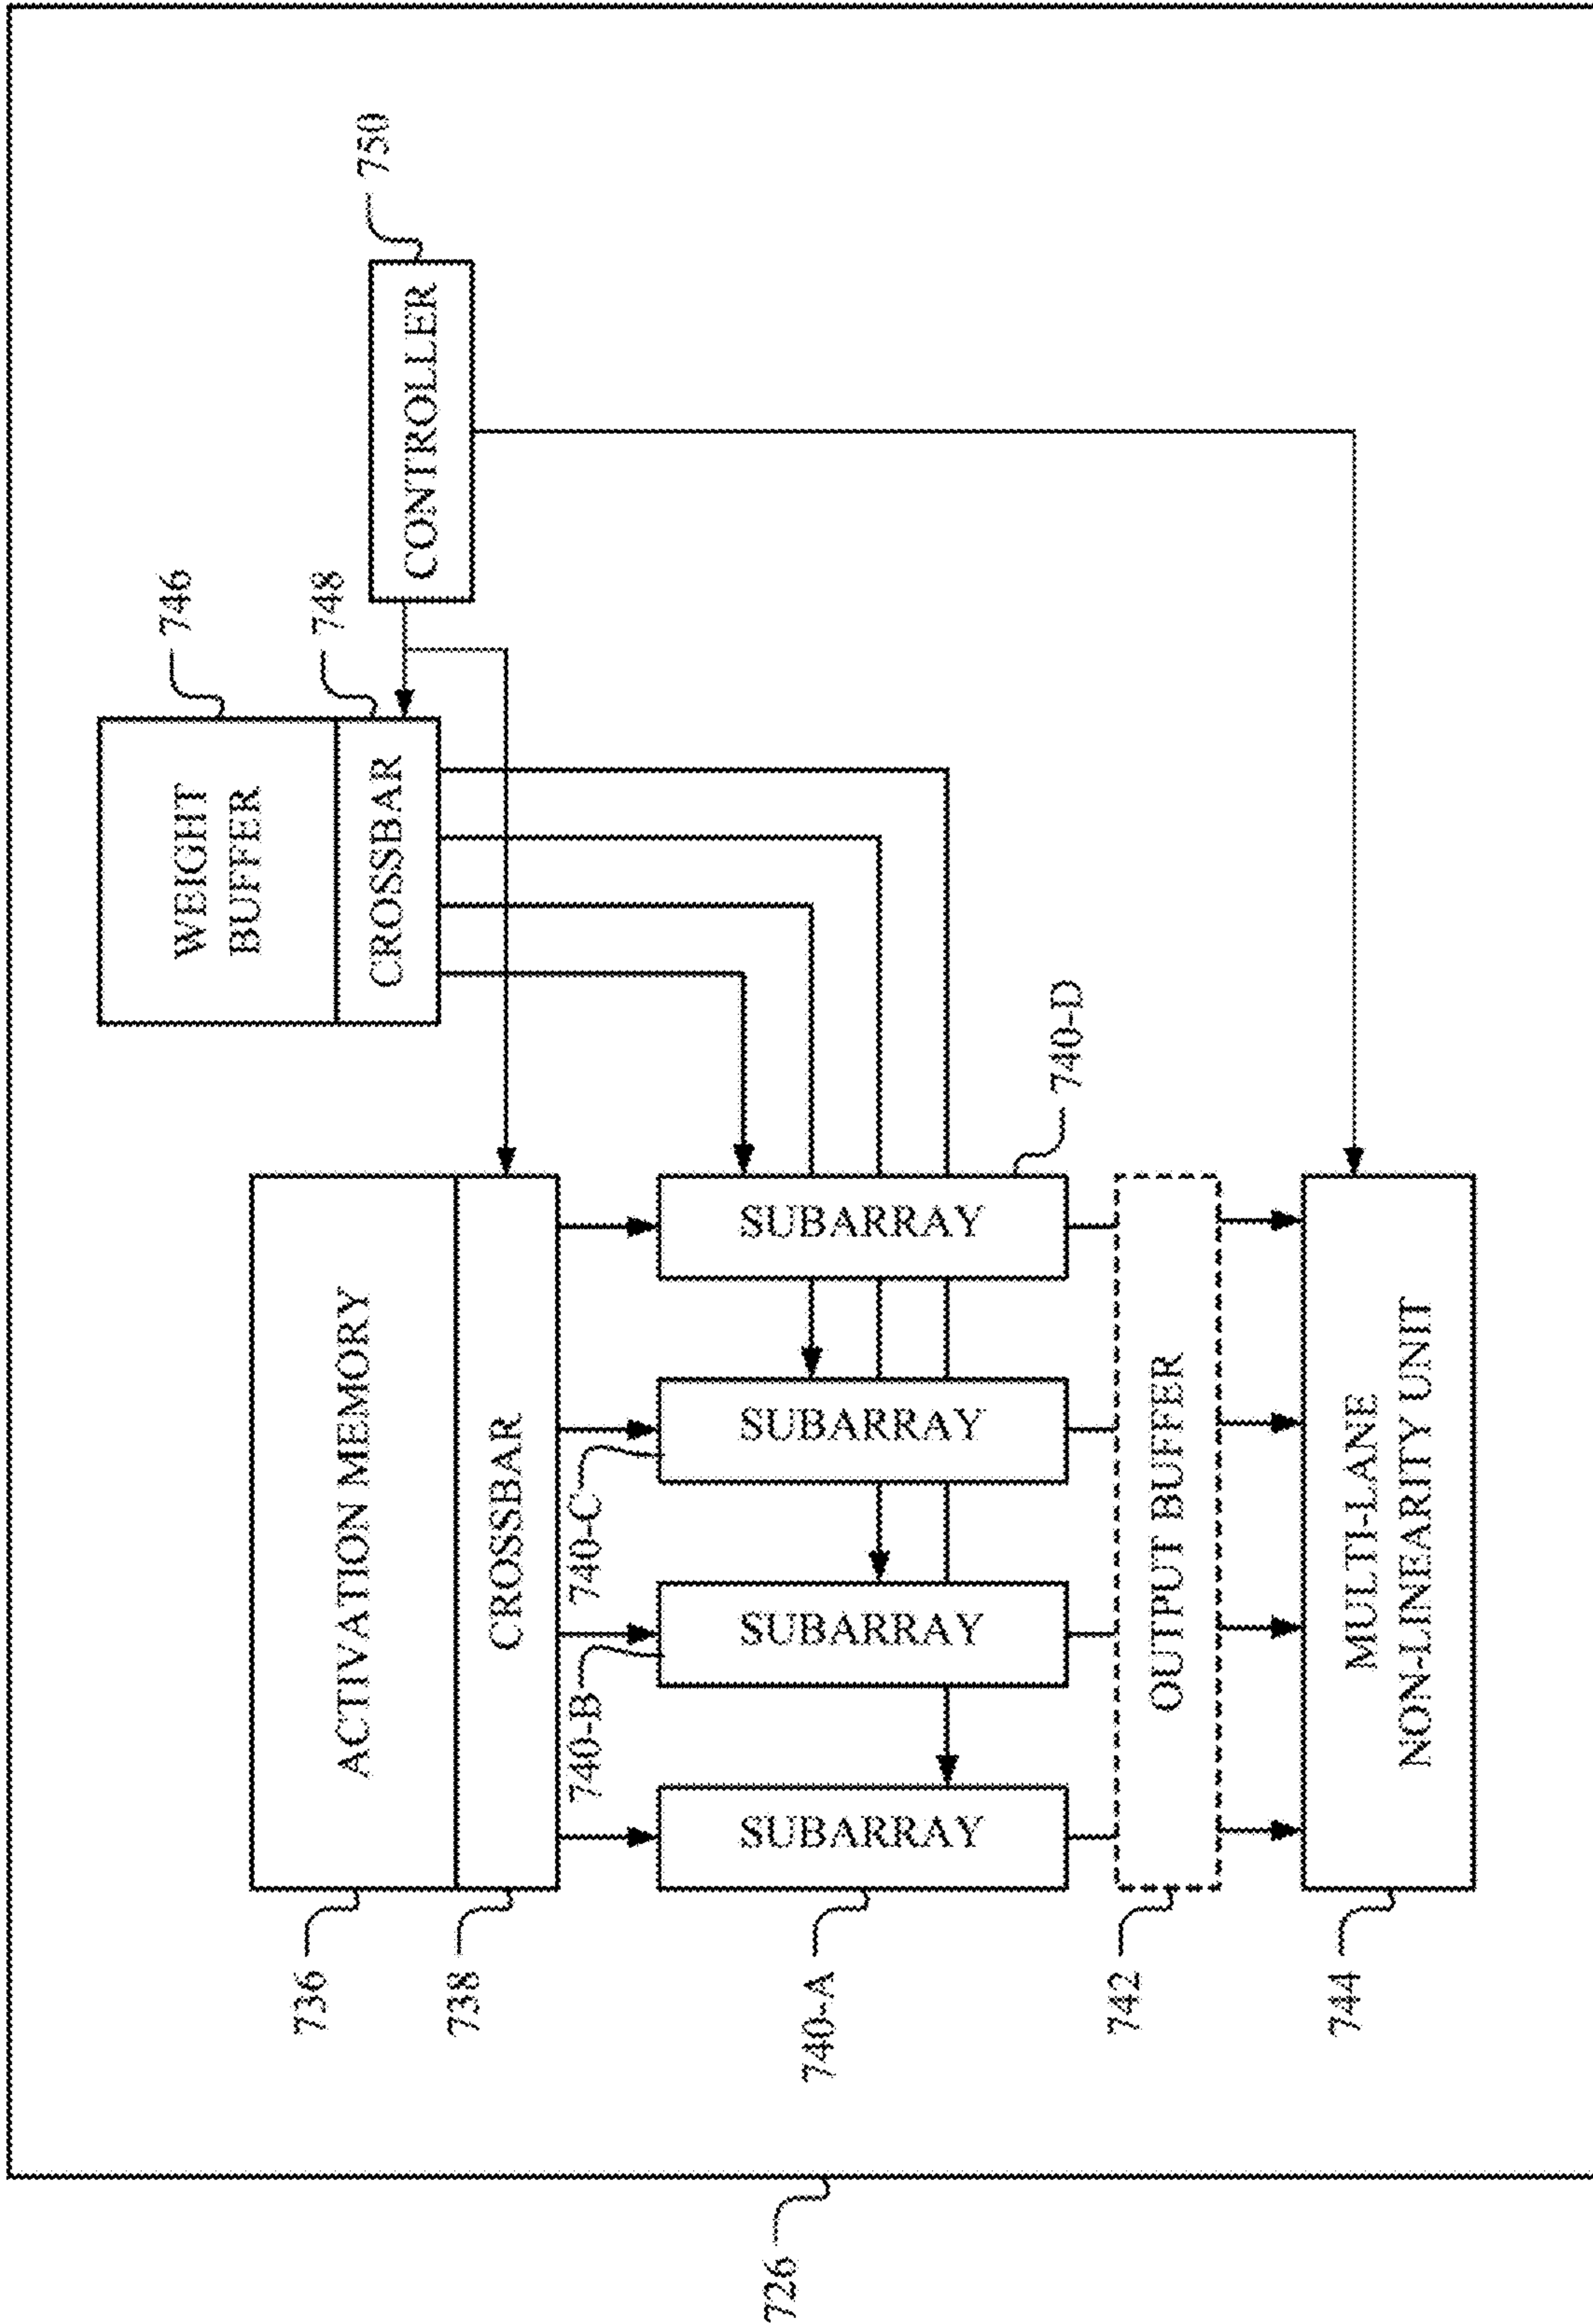 726
736
ACTIVATION MEMORY
738
CROSSBAR
740-B
740-C
740-A
SUBARRAY
SUBARRAY
SUBARRAY
SUBARRAY
740-D
742
OUTPUT BUFFER
744
MULTI-LANE
NON-LINEARITY UNIT
WEIGHT
BUFFER
746
CROSSBAR
748
CONTROLLER
750